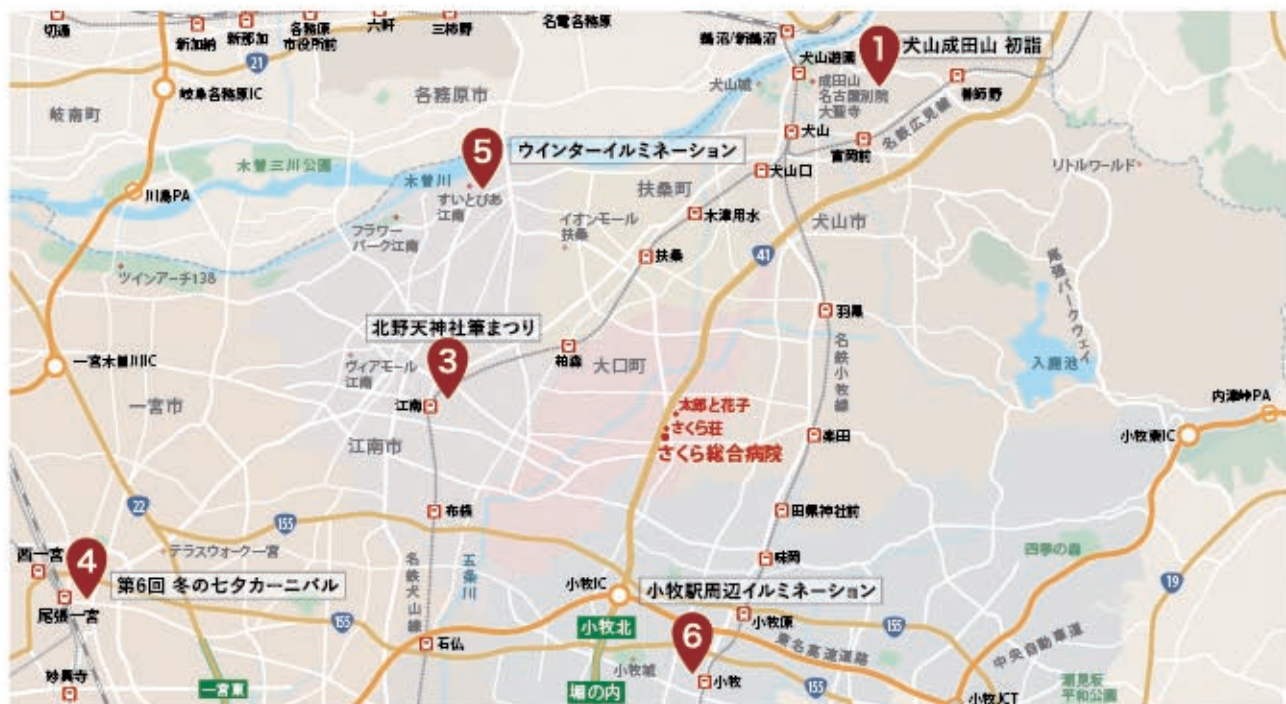 切通
新加納
新那加
各務原
市役所前
六軒
三柿野
名電各務原
鵜沼/新鵜沼
21
岐阜各務原IC
岐南町
各務原市
犬山城
犬山遊園
成田山
名古屋別院
大聖寺
1
犬山成田山 初詣
善師野
名鉄広見線
犬山
富岡前
犬山口
リトルワールド
木曽三川公園
川島PA
木曽川
5
ウインターイルミネーション
すいとぴあ
江南
扶桑町
木津用水
犬山市
フラワー
パーク江南
イオンモール
扶桑
扶桑
41
ツインアーチ138
尾張パークウェイ
羽黒
北野天神社筆まつり
3
柏森
大口町
名鉄小牧線
入鹿池
一宮木曽川IC
ヴィアモール
江南
一宮市
江南
江南市
太郎と花子
さくら荘
さくら総合病院
楽田
内津峠PA
小牧東IC
22
155
布袋
田県神社前
テラスウォーク一宮
味岡
四季の森
西一宮
4
第6回 冬の七夕カーニバル
尾張一宮
名鉄犬山線
五条川
小牧IC
小牧駅周辺イルミネーション
19
155
石仏
小牧北
6
小牧原
155
東名高速道路
中央自動車道
妙興寺
一宮東
小牧城
堀の内
小牧
155
小牧JCT
潮見坂
平和公園